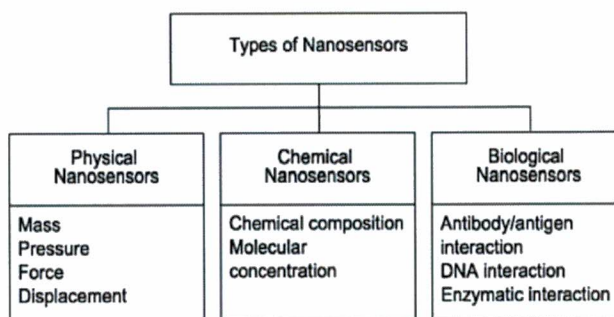 Types of Nanosensors
Physical
Nanosensors
Mass
Pressure
Force
Displacement
Chemical
Nanosensors
Chemical composition
Molecular
concentration
Biological
Nanosensors
Antibody/antigen
interaction
DNA interaction
Enzymatic interaction